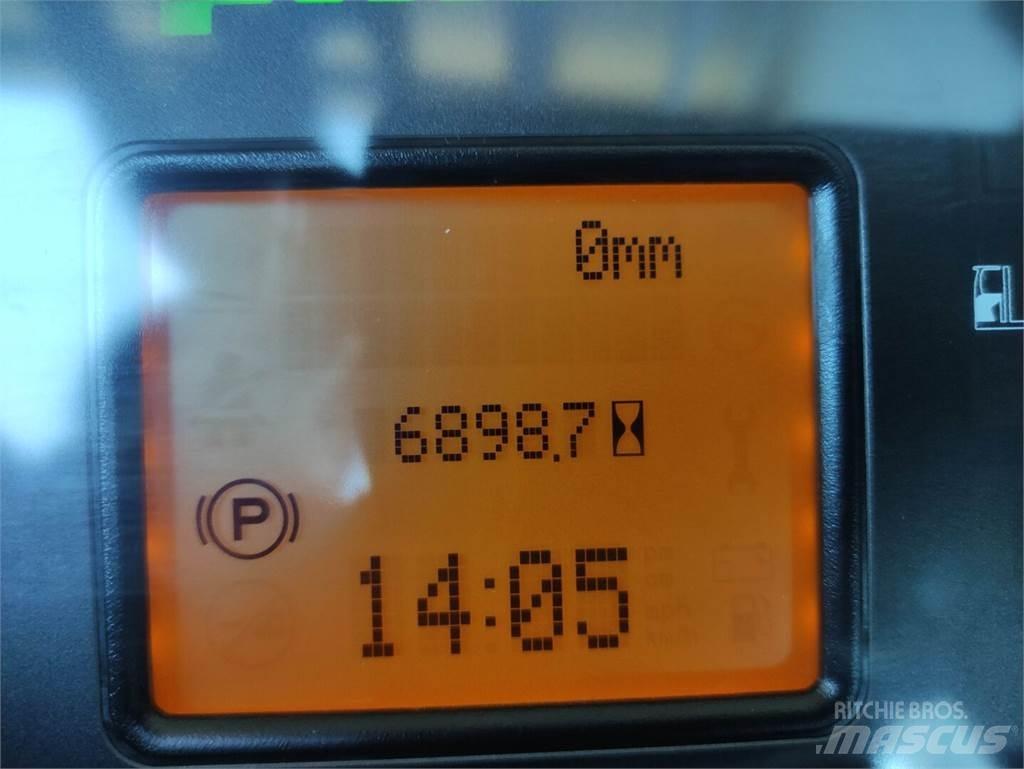 0mm
6898.7
P
14:05
RITCHIE BROS.
MASCUS